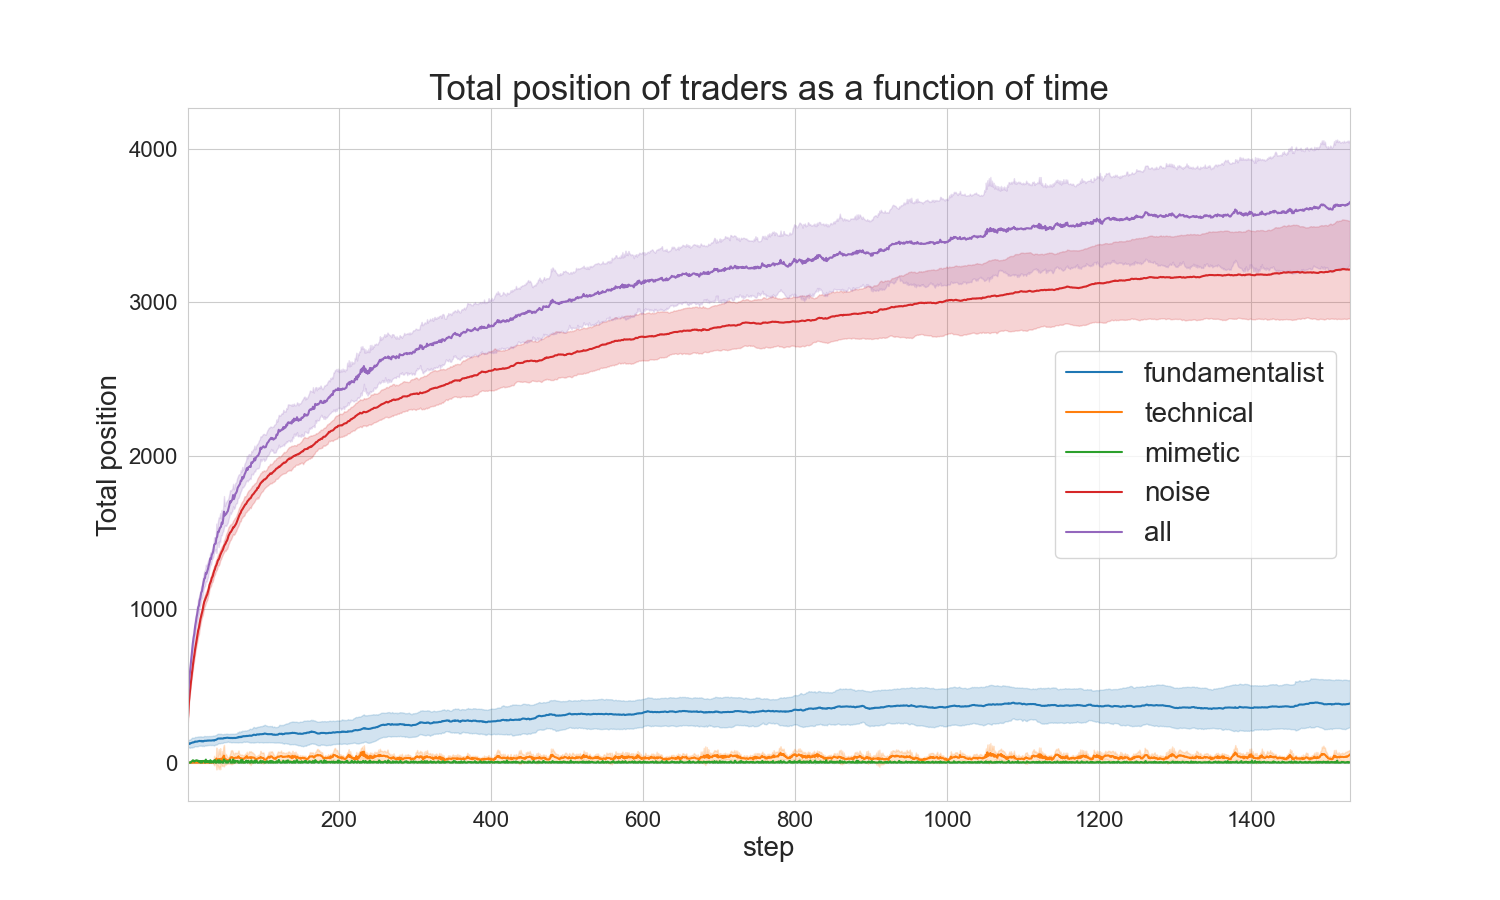 Total position of traders as a function of time
Total position
4000
3000
2000
1000
0
fundamentalist
technical
mimetic
noise
all
200 400 600 800 1000 1200 1400
step